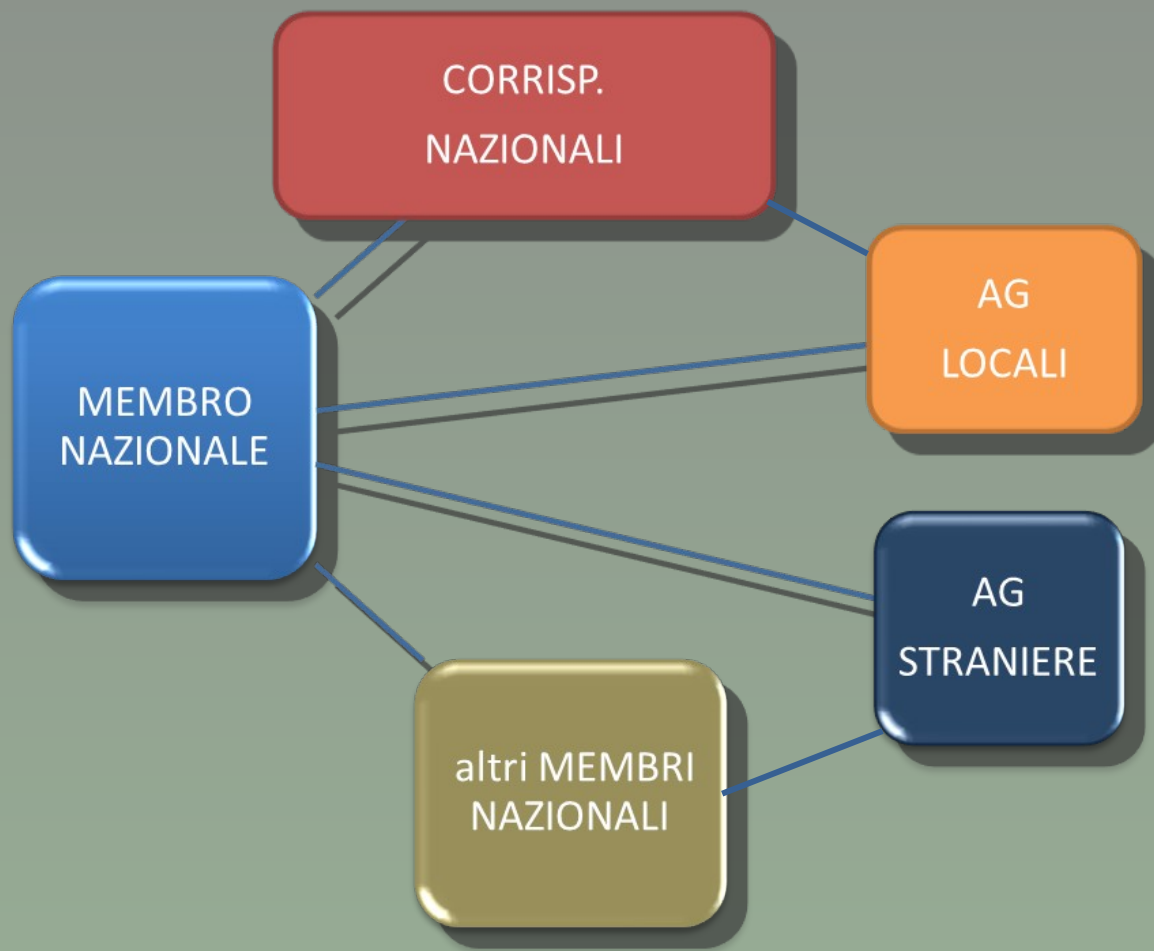 CORRISP.
NAZIONALI
AG
LOCALI
MEMBRO
NAZIONALE
AG
STRANIERE
altri MEMBRI
NAZIONALI